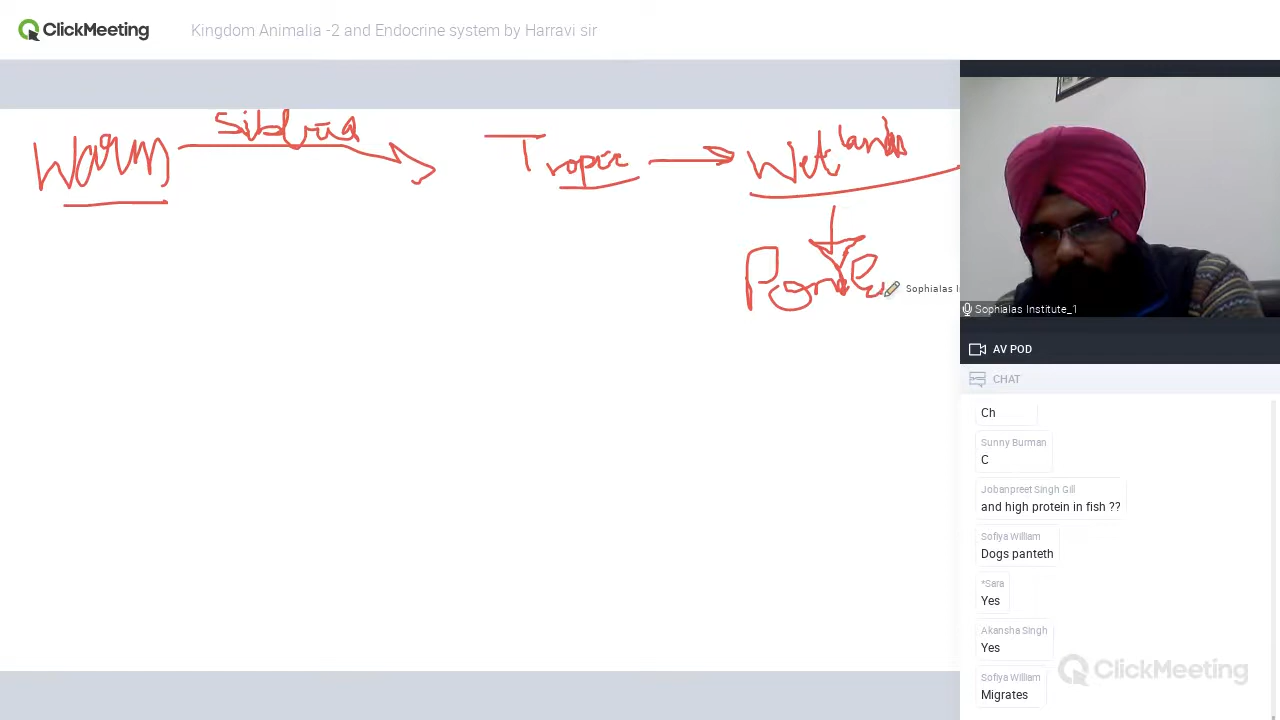 ClickMeeting Kingdom Animalia -2 and Endocrine system by Harravi sir
Warm Tropic Wetlands
Sophialas I
Sophialas Institute_1
AV POD
CHAT
Ch
Sunny Burman
C
Jobanpreet Singh Gill
and high protein in fish ??
Sofiya William
Dogs panteth
*Sara
Yes
Akansha Singh
Yes
Sofiya William
Migrates
ClickMeeting